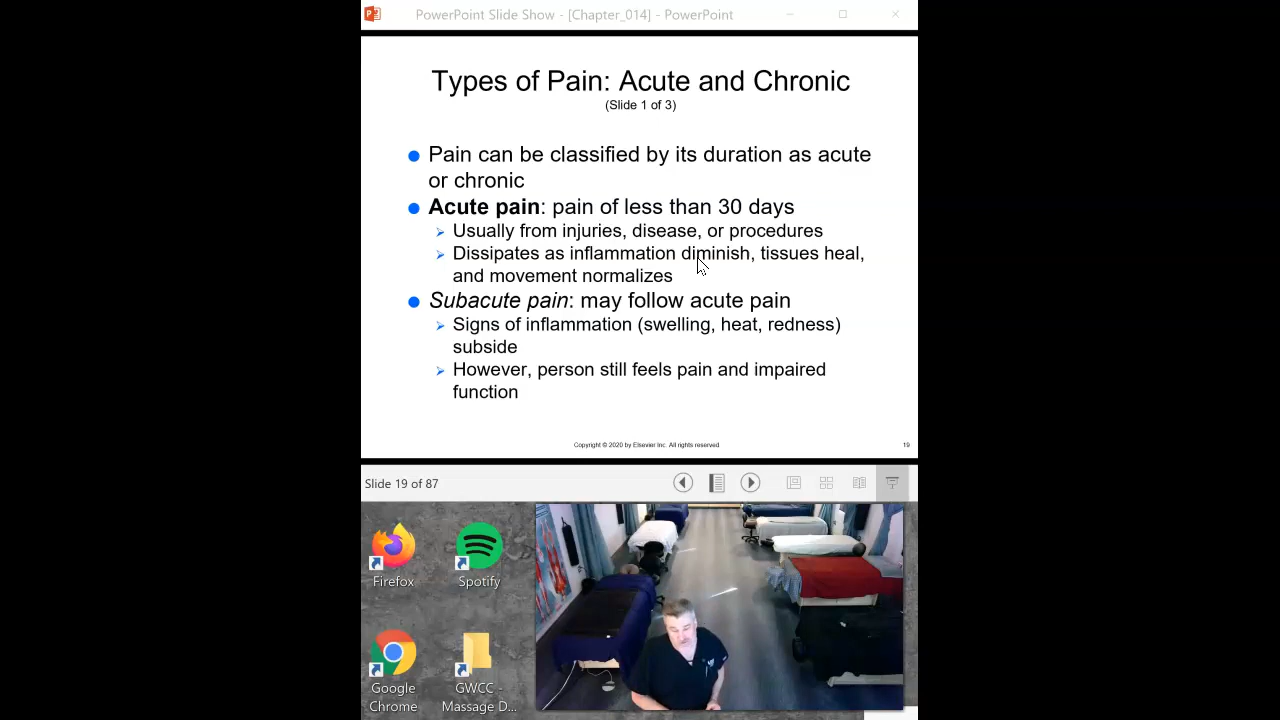 PowerPoint Slide Show - [Chapter_014] - PowerPoint
Types of Pain: Acute and Chronic
(Slide 1 of 3)
Pain can be classified by its duration as acute
or chronic
Acute pain: pain of less than 30 days
Usually from injuries, disease, or procedures
Dissipates as inflammation diminish, tissues heal,
and movement normalizes
Subacute pain: may follow acute pain
Signs of inflammation (swelling, heat, redness)
subside
However, person still feels pain and impaired
function
Copyright © 2020 by Elsevier Inc. All rights reserved.
19
Slide 19 of 87
Firefox
Spotify
Google
Chrome
GWCC -
Massage D...